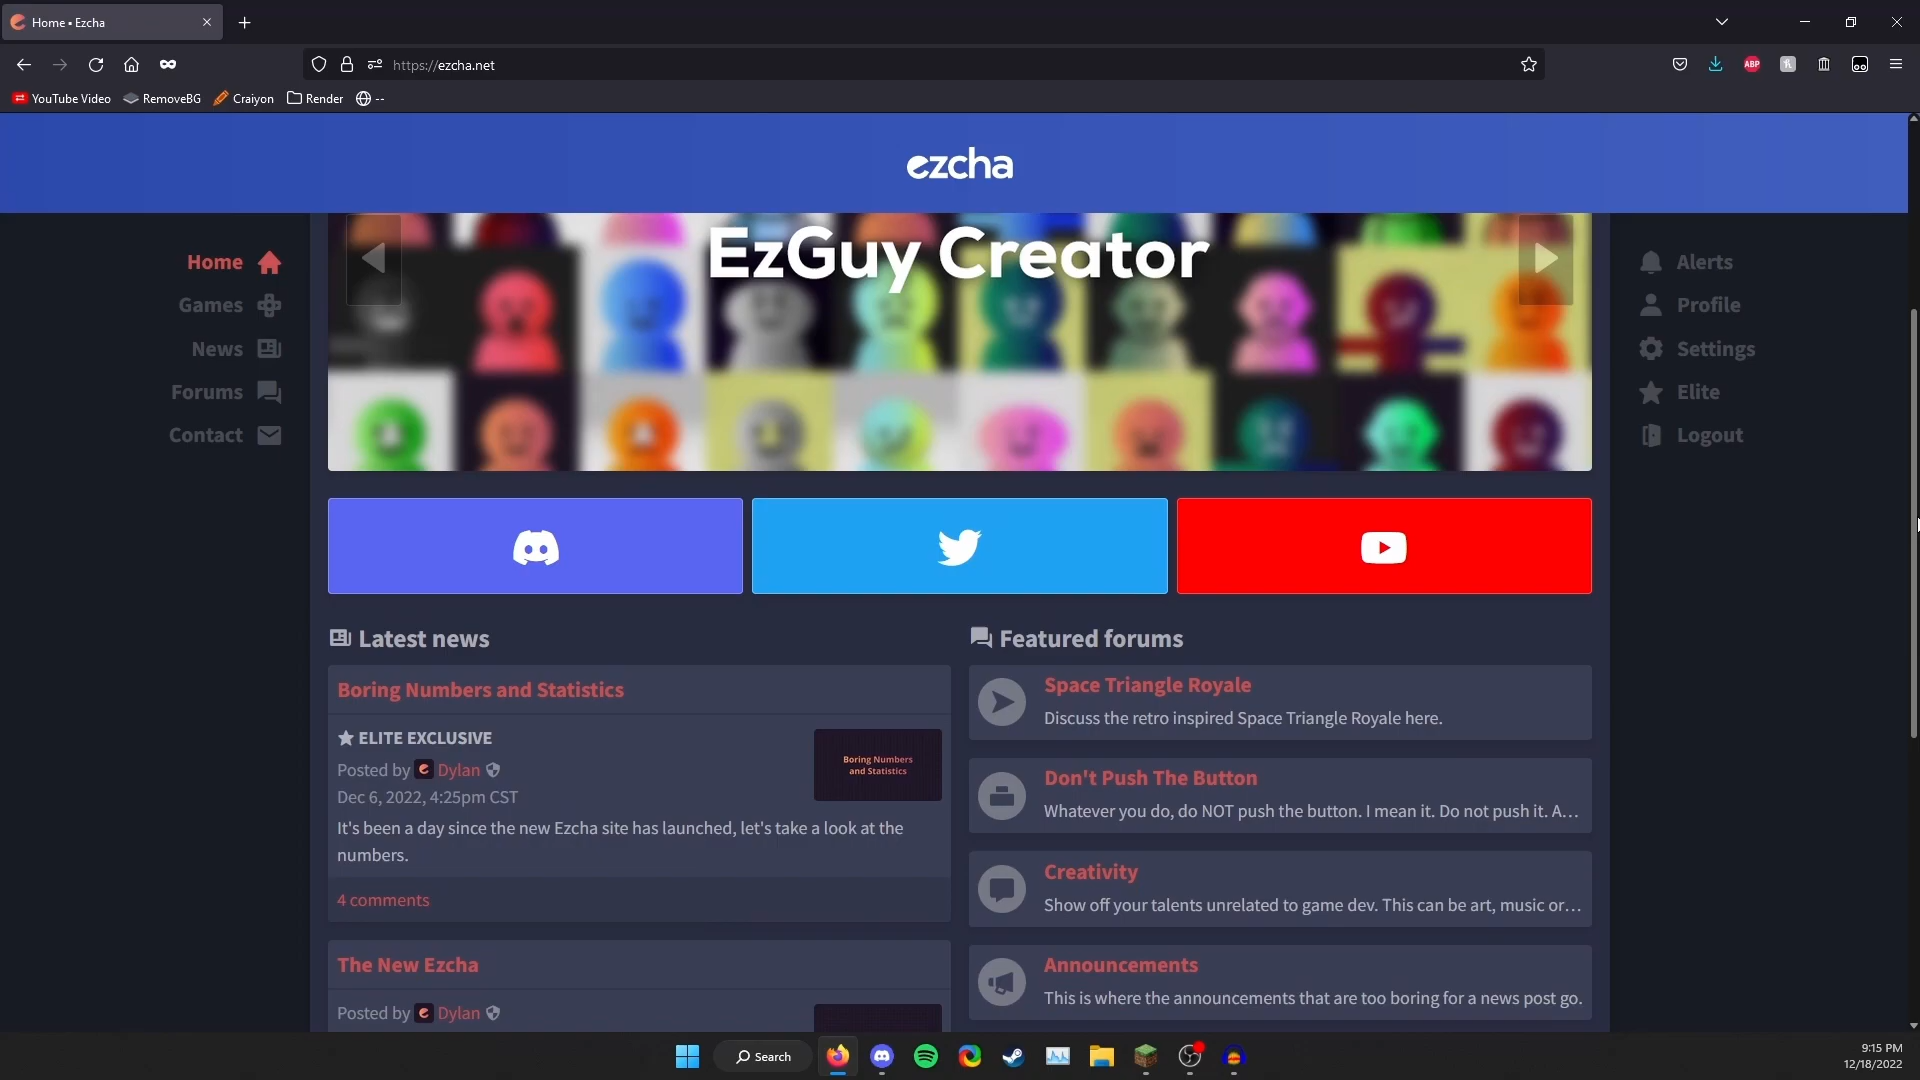 Home • Ezcha
https://ezcha.net
ABP
YouTube Video
RemoveBG
Craiyon
Render
--
ezcha
EzGuy Creator
Home
Games
News
Forums
Contact
Alerts
Profile
Settings
Elite
Logout
Latest news
Boring Numbers and Statistics
ELITE EXCLUSIVE
Posted by Dylan
Dec 6, 2022, 4:25pm CST
Boring Numbers
and Statistics
It's been a day since the new Ezcha site has launched, let's take a look at the
numbers.
4 comments
The New Ezcha
Posted by Dylan
Featured forums
Space Triangle Royale
Discuss the retro inspired Space Triangle Royale here.
Don't Push The Button
Whatever you do, do NOT push the button. I mean it. Do not push it. A...
Creativity
Show off your talents unrelated to game dev. This can be art, music or...
Announcements
This is where the announcements that are too boring for a news post go.
Search
9:15 PM
12/18/2022